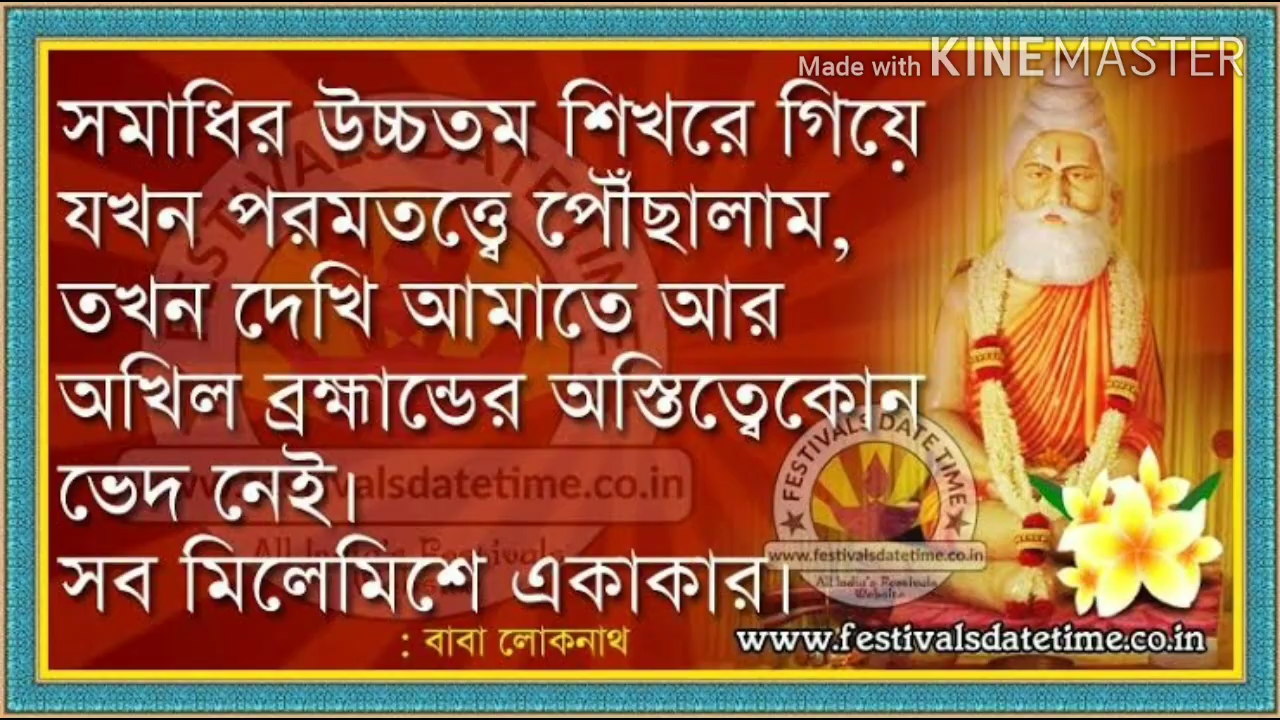 Made with KINEMASTER
সমাধির উচ্চতম শিখরে গিয়ে
যখন পরমতত্ত্বে পৌঁছালাম,
তখন দেখি আমাতে আর
অখিল ব্রহ্মান্ডের অস্তিত্বেকোন
ভেদ নেই।
সব মিলেমিশে একাকার।
: বাবা লোকনাথ
FESTIVALS DATE TIME
www.festivalsdatetime.co.in
All India's Festivals
Website
www.festivalsdatetime.co.in